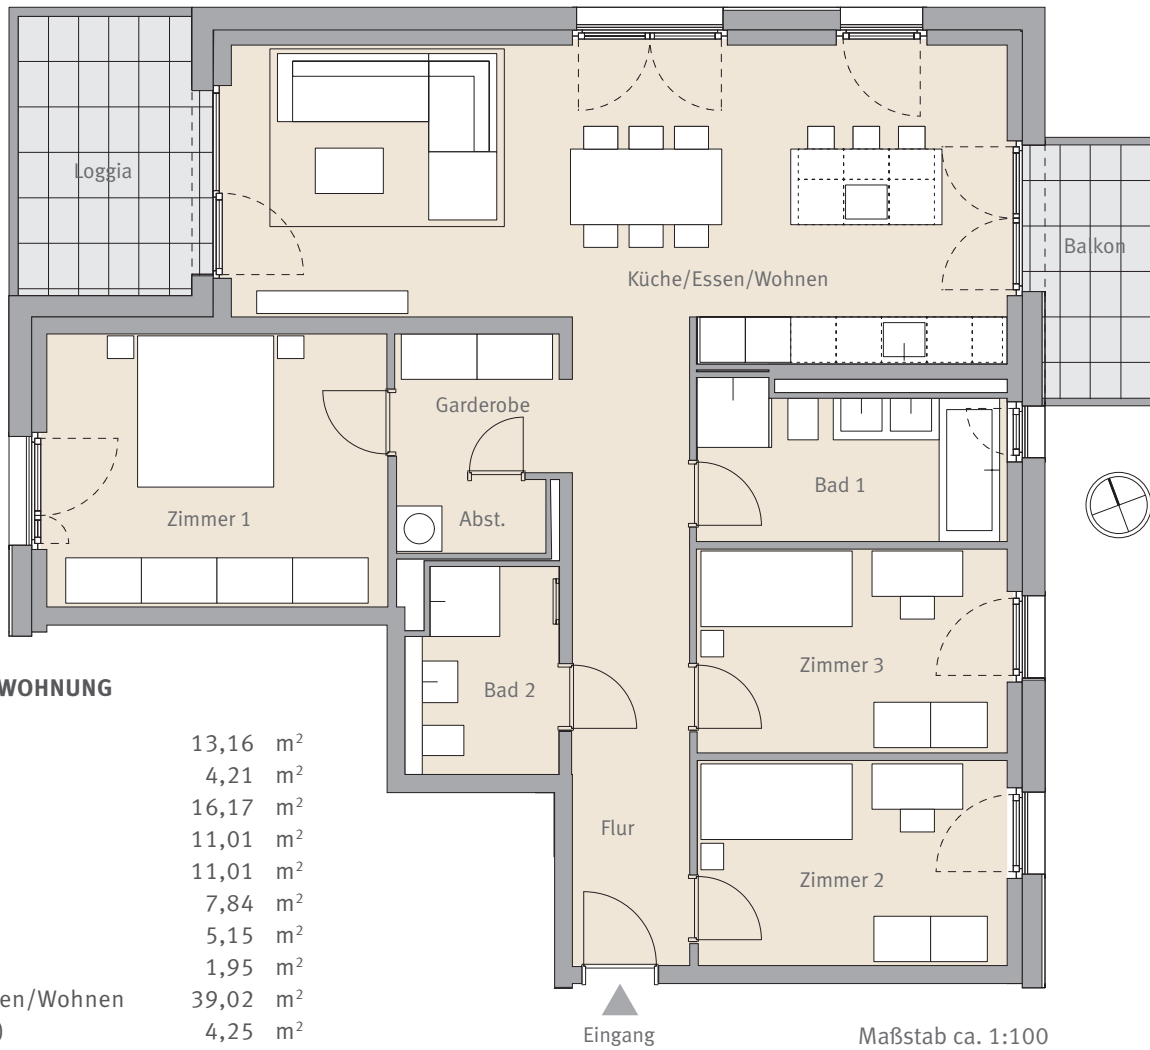 Loggia
Balkon
Küche/Essen/Wohnen
Garderobe
Bad 1
Zimmer 1
Abst.
Zimmer 3
Bad 2
WOHNUNG
13,16 m²
4,21 m²
16,17 m²
11,01 m²
11,01 m²
7,84 m²
5,15 m²
1,95 m²
en/Wohnen 39,02 m²
) 4,25 m²
Flur
Zimmer 2
Eingang
Maßstab ca. 1:100